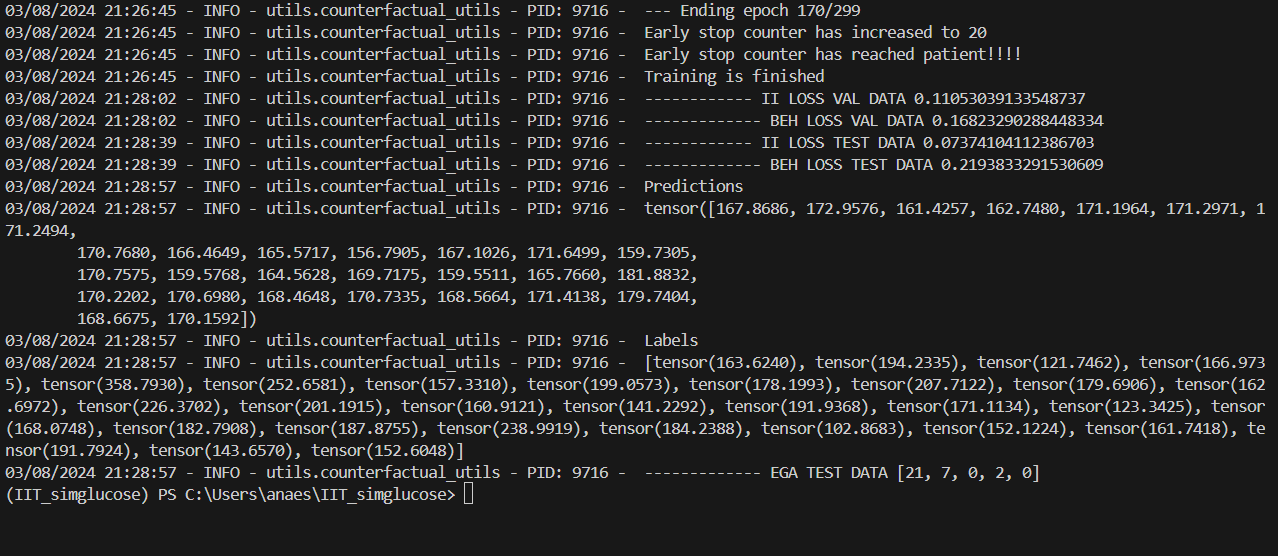 03/08/2024 21:26:45 - INFO - utils.counterfactual_utils - PID: 9716 -  --- Ending epoch 170/299
03/08/2024 21:26:45 - INFO - utils.counterfactual_utils - PID: 9716 -  Early stop counter has increased to 20
03/08/2024 21:26:45 - INFO - utils.counterfactual_utils - PID: 9716 -  Early stop counter has reached patient!!!!
03/08/2024 21:26:45 - INFO - utils.counterfactual_utils - PID: 9716 -  Training is finished
03/08/2024 21:28:02 - INFO - utils.counterfactual_utils - PID: 9716 -  ------------ II LOSS VAL DATA 0.11053039133548737
03/08/2024 21:28:02 - INFO - utils.counterfactual_utils - PID: 9716 -  ------------- BEH LOSS VAL DATA 0.16823290288448334
03/08/2024 21:28:39 - INFO - utils.counterfactual_utils - PID: 9716 -  ------------ II LOSS TEST DATA 0.07374104112386703
03/08/2024 21:28:39 - INFO - utils.counterfactual_utils - PID: 9716 -  ------------- BEH LOSS TEST DATA 0.2193833291530609
03/08/2024 21:28:57 - INFO - utils.counterfactual_utils - PID: 9716 -  Predictions
03/08/2024 21:28:57 - INFO - utils.counterfactual_utils - PID: 9716 -  tensor([167.8686, 172.9576, 161.4257, 162.7480, 171.1964, 171.2971, 1
71.2494,
        170.7680, 166.4649, 165.5717, 156.7905, 167.1026, 171.6499, 159.7305,
        170.7575, 159.5768, 164.5628, 169.7175, 159.5511, 165.7660, 181.8832,
        170.2202, 170.6980, 168.4648, 170.7335, 168.5664, 171.4138, 179.7404,
        168.6675, 170.1592])
03/08/2024 21:28:57 - INFO - utils.counterfactual_utils - PID: 9716 -  Labels
03/08/2024 21:28:57 - INFO - utils.counterfactual_utils - PID: 9716 -  [tensor(163.6240), tensor(194.2335), tensor(121.7462), tensor(166.973
5), tensor(358.7930), tensor(252.6581), tensor(157.3310), tensor(199.0573), tensor(178.1993), tensor(207.7122), tensor(179.6906), tensor(162
.6972), tensor(226.3702), tensor(201.1915), tensor(160.9121), tensor(141.2292), tensor(191.9368), tensor(171.1134), tensor(123.3425), tensor
(168.0748), tensor(182.7908), tensor(187.8755), tensor(238.9919), tensor(184.2388), tensor(102.8683), tensor(152.1224), tensor(161.7418), te
nsor(191.7924), tensor(143.6570), tensor(152.6048)]
03/08/2024 21:28:57 - INFO - utils.counterfactual_utils - PID: 9716 -  ------------- EGA TEST DATA [21, 7, 0, 2, 0]
(IIT_simglucose) PS C:\Users\anaes\IIT_simglucose>